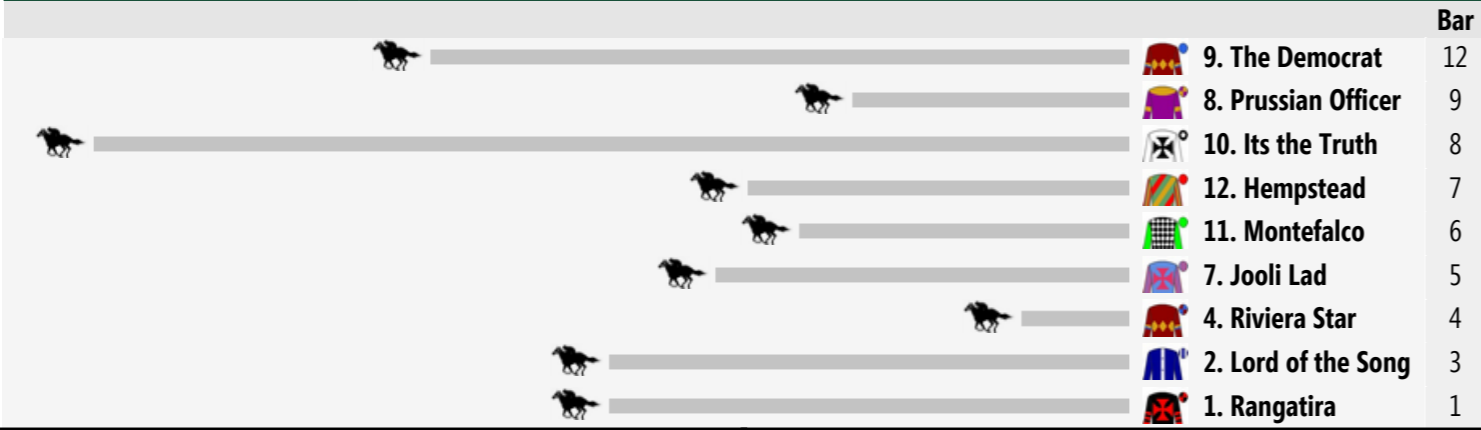 Bar
9. The Democrat 12
8. Prussian Officer 9
10. Its the Truth 8
12. Hempstead 7
11. Montefalco 6
7. Jooli Lad 5
4. Riviera Star 4
2. Lord of the Song 3
1. Rangatira 1